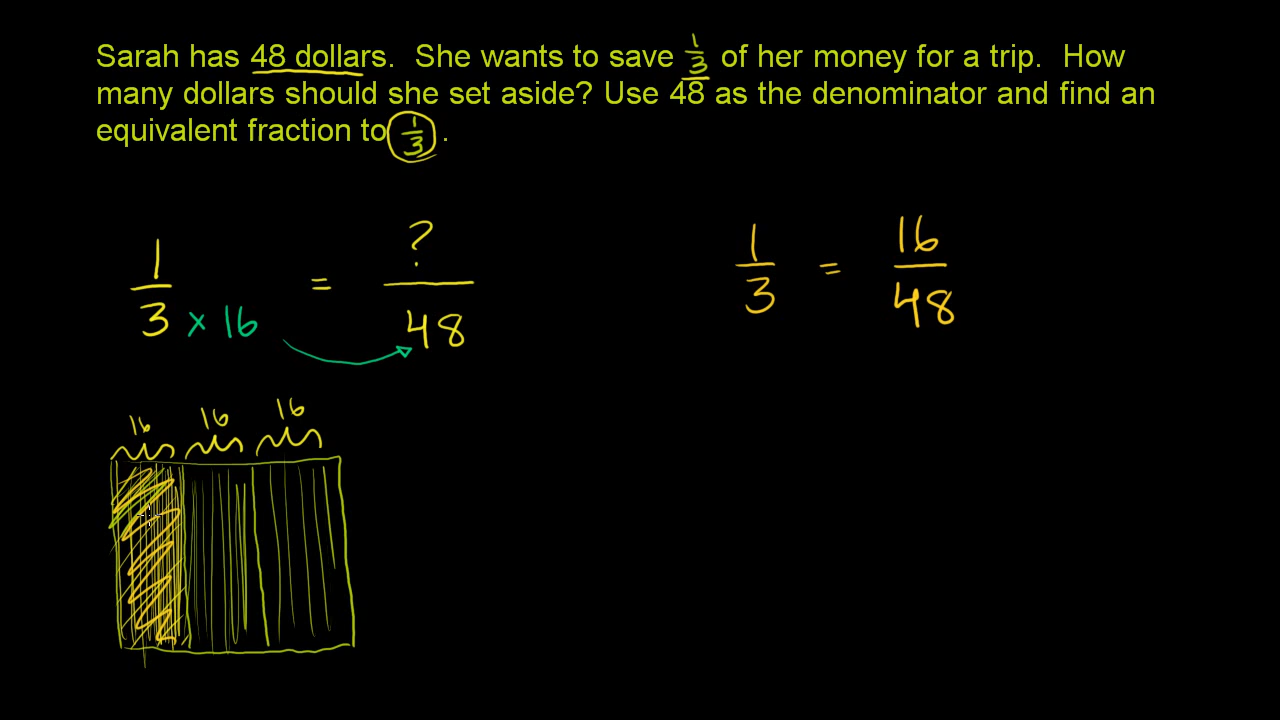 Sarah has 48 dollars. She wants to save 1/3 of her money for a trip. How
many dollars should she set aside? Use 48 as the denominator and find an
equivalent fraction to 1/3 .
1/3 × 16 = ?/48
1/3 = 16/48
16 16 16